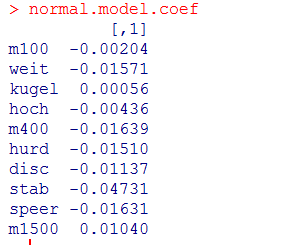 > normal.model.coef
[,1]
m100 -0.00204
weit -0.01571
kugel 0.00056
hoch -0.00436
m400 -0.01639
hurd -0.01510
disc -0.01137
stab -0.04731
speer -0.01631
m1500 0.01040